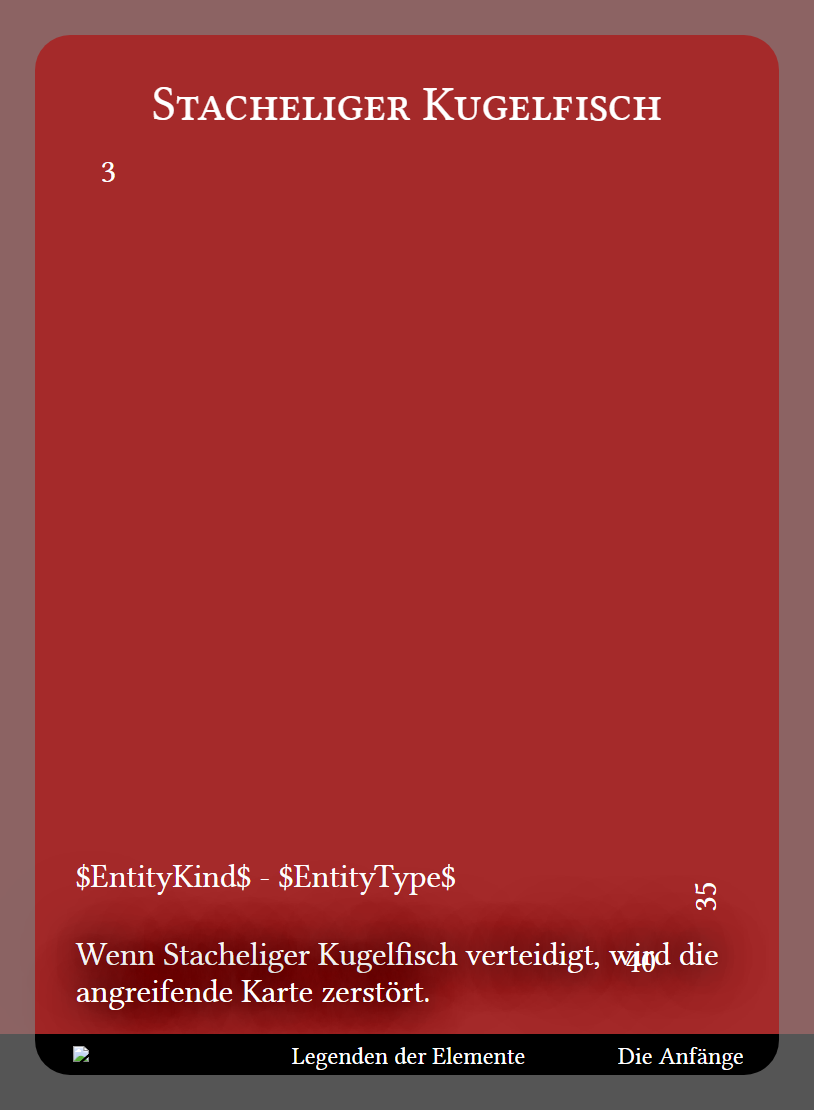 Stacheliger Kugelfisch
3
$EntityKind$ - $EntityType$
35
Wenn Stacheliger Kugelfisch verteidigt, wird die
40
angreifende Karte zerstört.
Legenden der Elemente
Die Anfänge